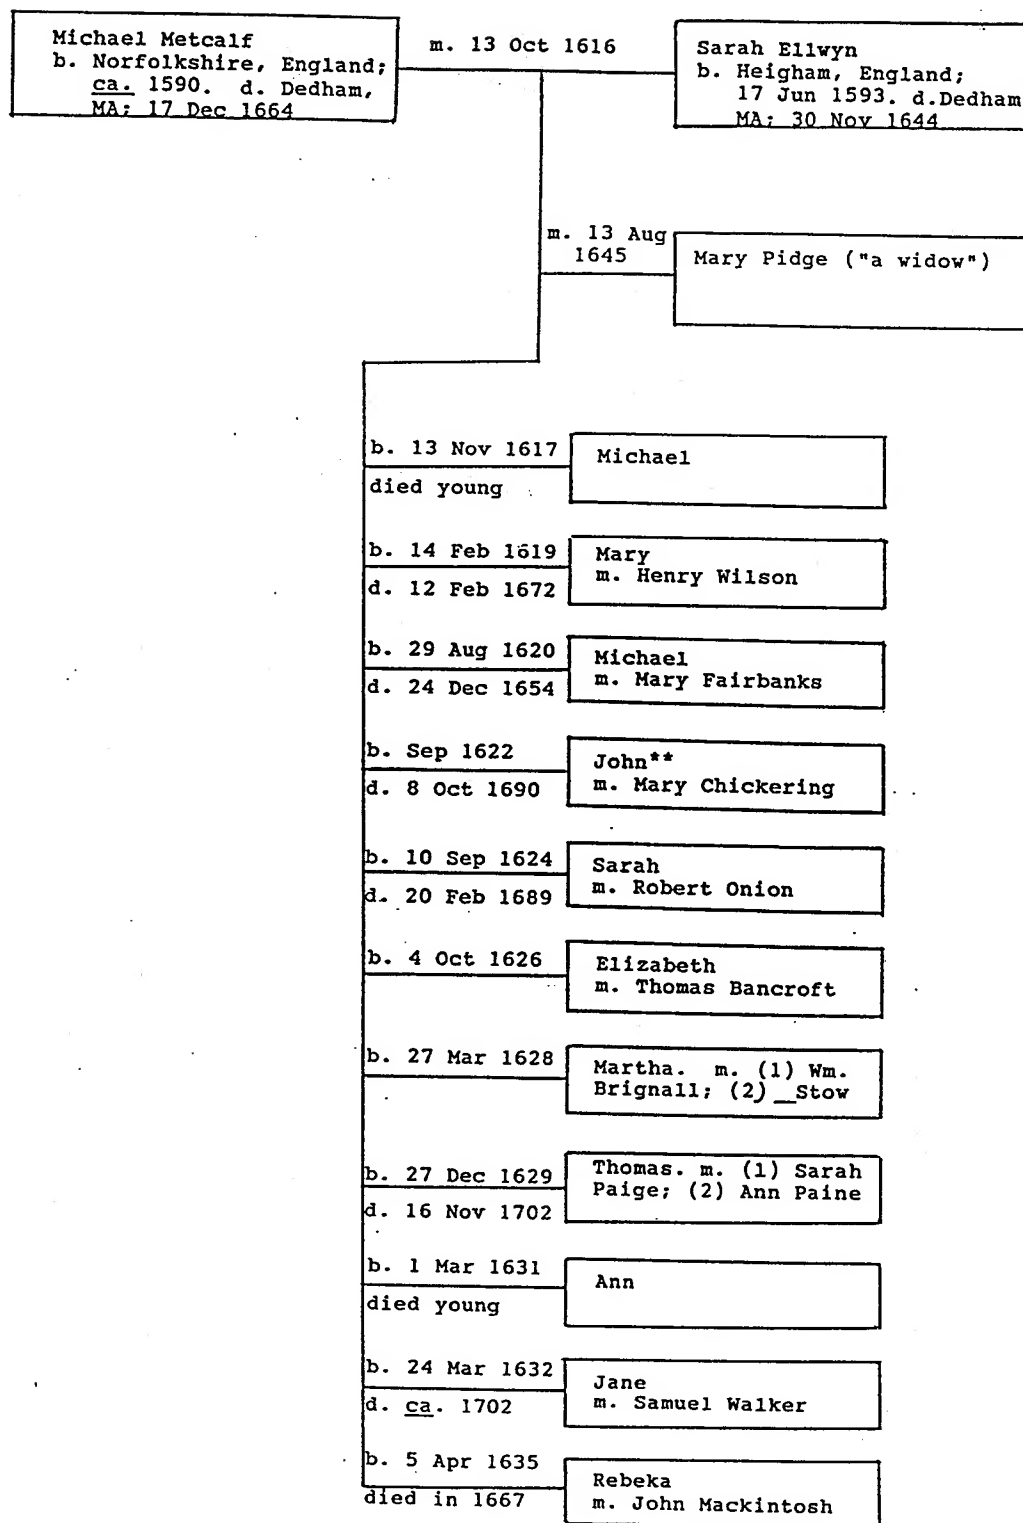 Michael Metcalf
b. Norfolkshire, England;
ca. 1590. d. Dedham,
MA; 17 Dec 1664
m. 13 Oct 1616
Sarah Ellwyn
b. Heigham, England;
17 Jun 1593. d.Dedham
MA; 30 Nov 1644
m. 13 Aug
1645
Mary Pidge ("a widow")
b. 13 Nov 1617
died young
Michael
b. 14 Feb 1619
d. 12 Feb 1672
Mary
m. Henry Wilson
b. 29 Aug 1620
d. 24 Dec 1654
Michael
m. Mary Fairbanks
b. Sep 1622
d. 8 Oct 1690
John**
m. Mary Chickering
b. 10 Sep 1624
d. 20 Feb 1689
Sarah
m. Robert Onion
b. 4 Oct 1626
Elizabeth
m. Thomas Bancroft
b. 27 Mar 1628
Martha. m. (1) Wm.
Brignall; (2) __Stow
b. 27 Dec 1629
d. 16 Nov 1702
Thomas. m. (1) Sarah
Paige; (2) Ann Paine
b. 1 Mar 1631
died young
Ann
b. 24 Mar 1632
d. ca. 1702
Jane
m. Samuel Walker
b. 5 Apr 1635
died in 1667
Rebeka
m. John Mackintosh